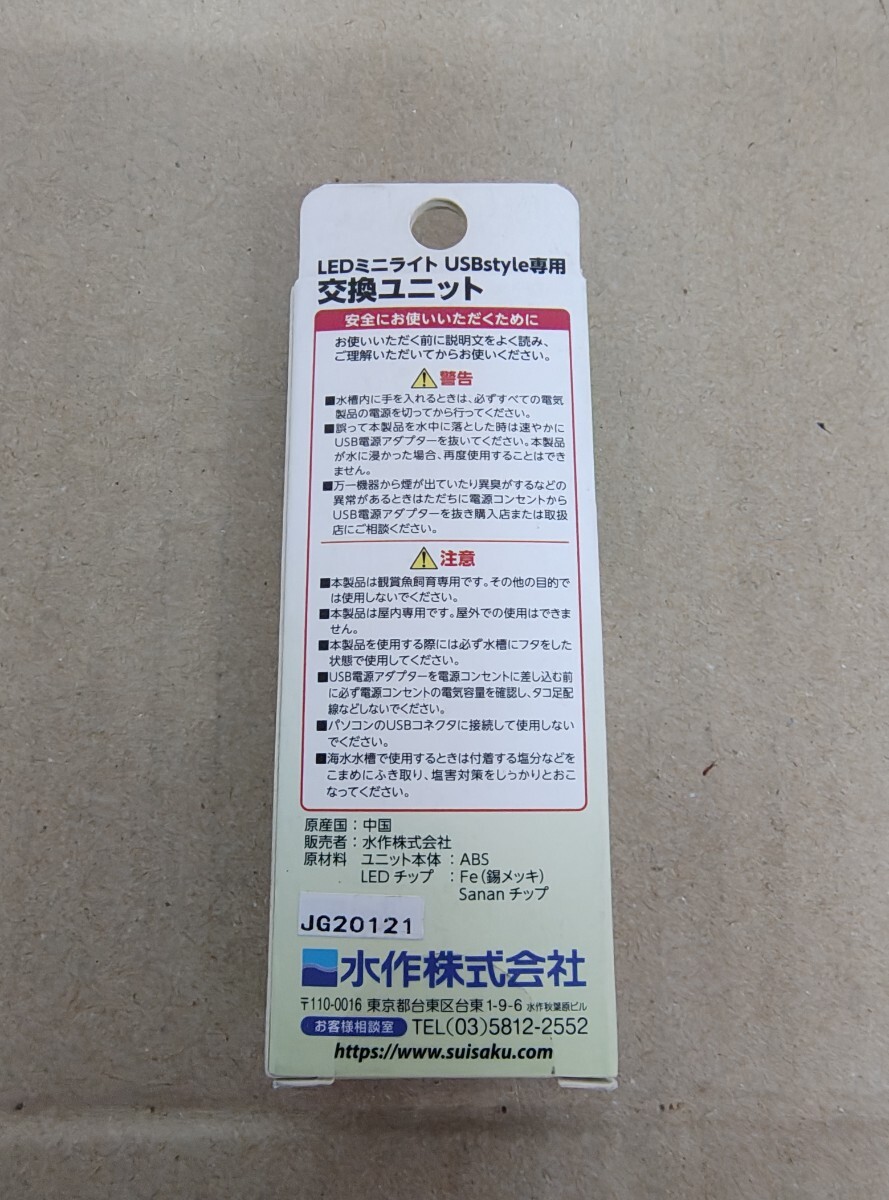 LEDミニライト USBstyle専用
交換ユニット
安全にお使いいただくために
お使いいただく前に説明文をよく読み、
ご理解いただいてからお使いください。
警告
■水槽内に手を入れるときは、必ずすべての電気
製品の電源を切ってから行ってください。
■誤って本製品を水中に落とした時は速やかに
USB電源アダプターを抜いてください。本製品
が水に浸かった場合、再度使用することはでき
ません。
■万一機器から煙が出ていたり異臭がするなどの
異常があるときはただちに電源コンセントから
USB電源アダプターを抜き購入店または取扱
店にご相談ください。
注意
■本製品は観賞魚飼育専用です。その他の目的で
は使用しないでください。
■本製品は屋内専用です。屋外での使用はできま
せん。
■本製品を使用する際には必ず水槽にフタをした
状態で使用してください。
■USB電源アダプターを電源コンセントに差し込む前
に必ず電源コンセントの電気容量を確認し、タコ足配
線などしないでください。
■パソコンのUSBコネクタに接続して使用しない
でください。
■海水水槽で使用するときは付着する塩分などを
こまめにふき取り、塩害対策をしっかりとおこ
なってください。
原産国：中国
販売者：水作株式会社
原材料 ユニット本体：ABS
LED チップ：Fe（錫メッキ）
Sanan チップ
JG20121
水作株式会社
〒110-0016 東京都台東区台東1-9-6 水作秋葉原ビル
お客様相談室 TEL(03)5812-2552
https://www.suisaku.com